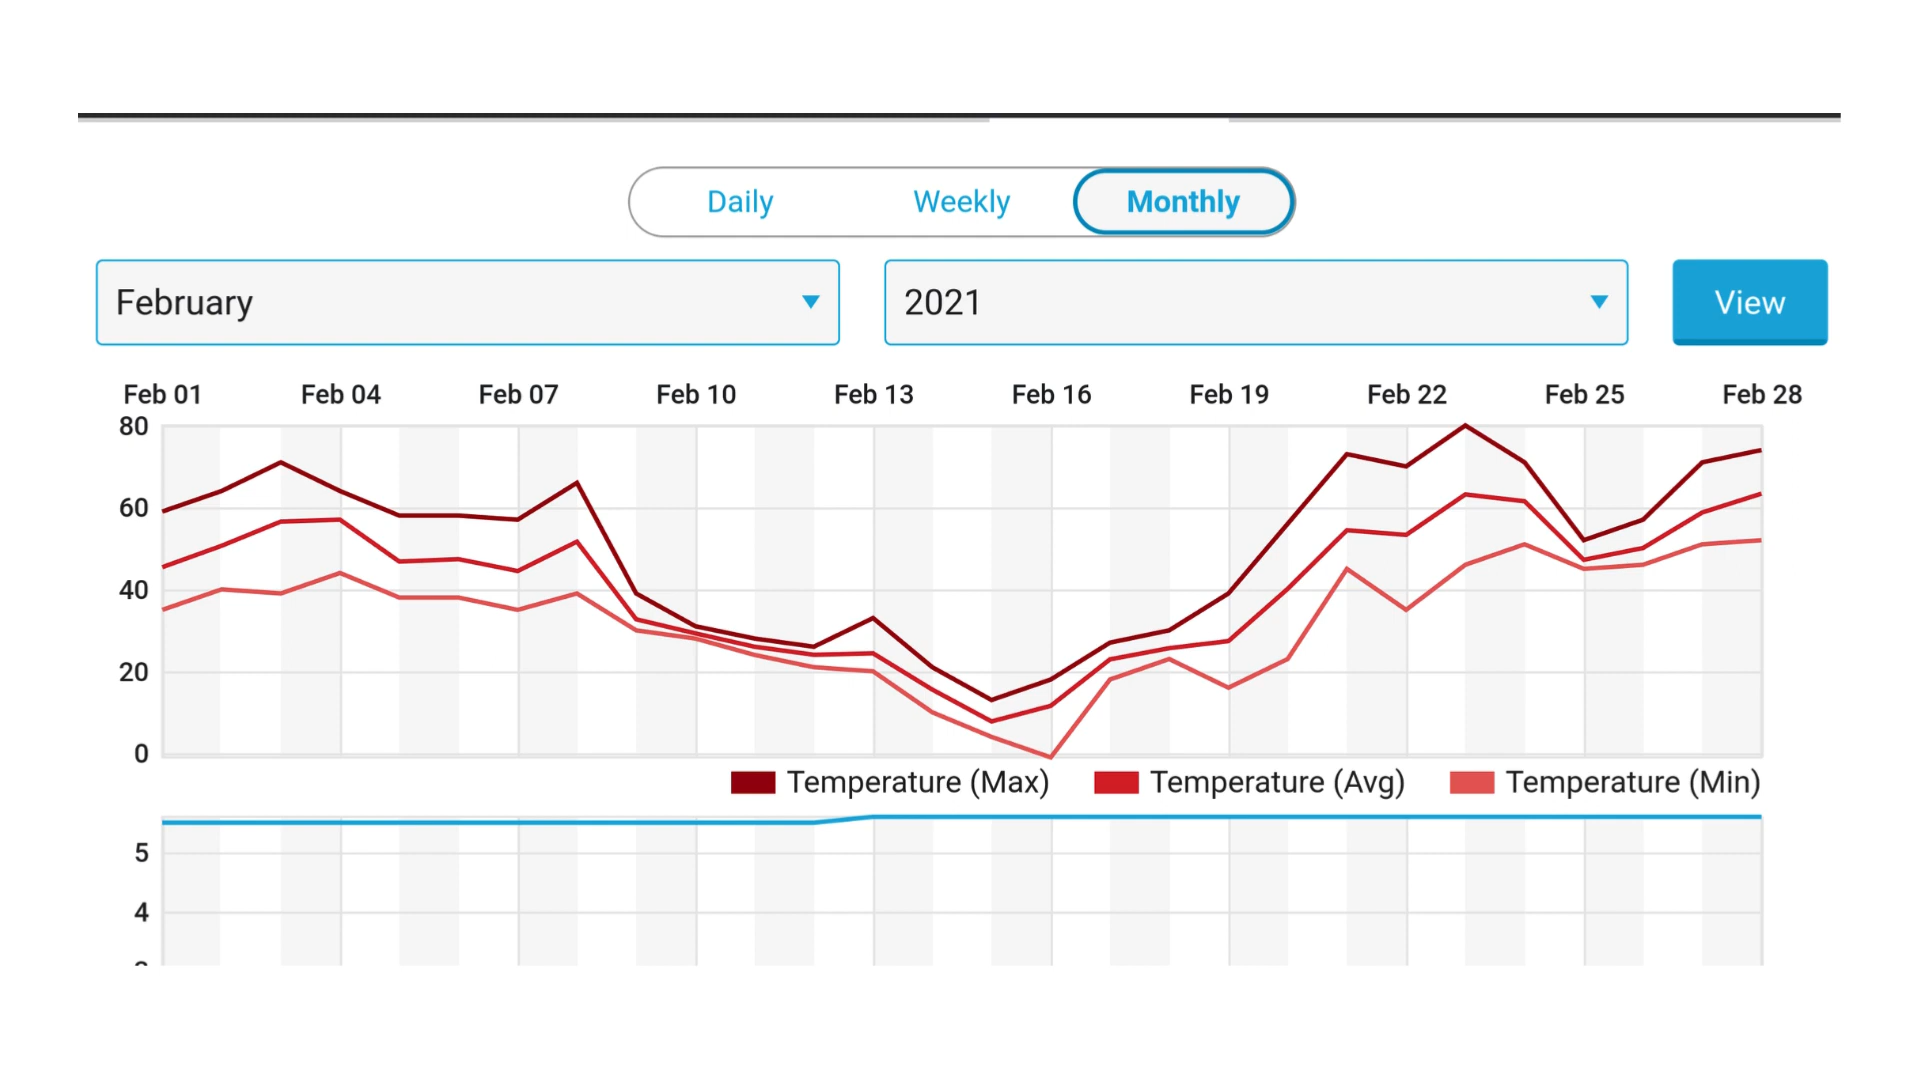 Daily Weekly Monthly
February 2021 View
Feb 01 Feb 04 Feb 07 Feb 10 Feb 13 Feb 16 Feb 19 Feb 22 Feb 25 Feb 28
80
60
40
20
0
Temperature (Max) Temperature (Avg) Temperature (Min)
5
4